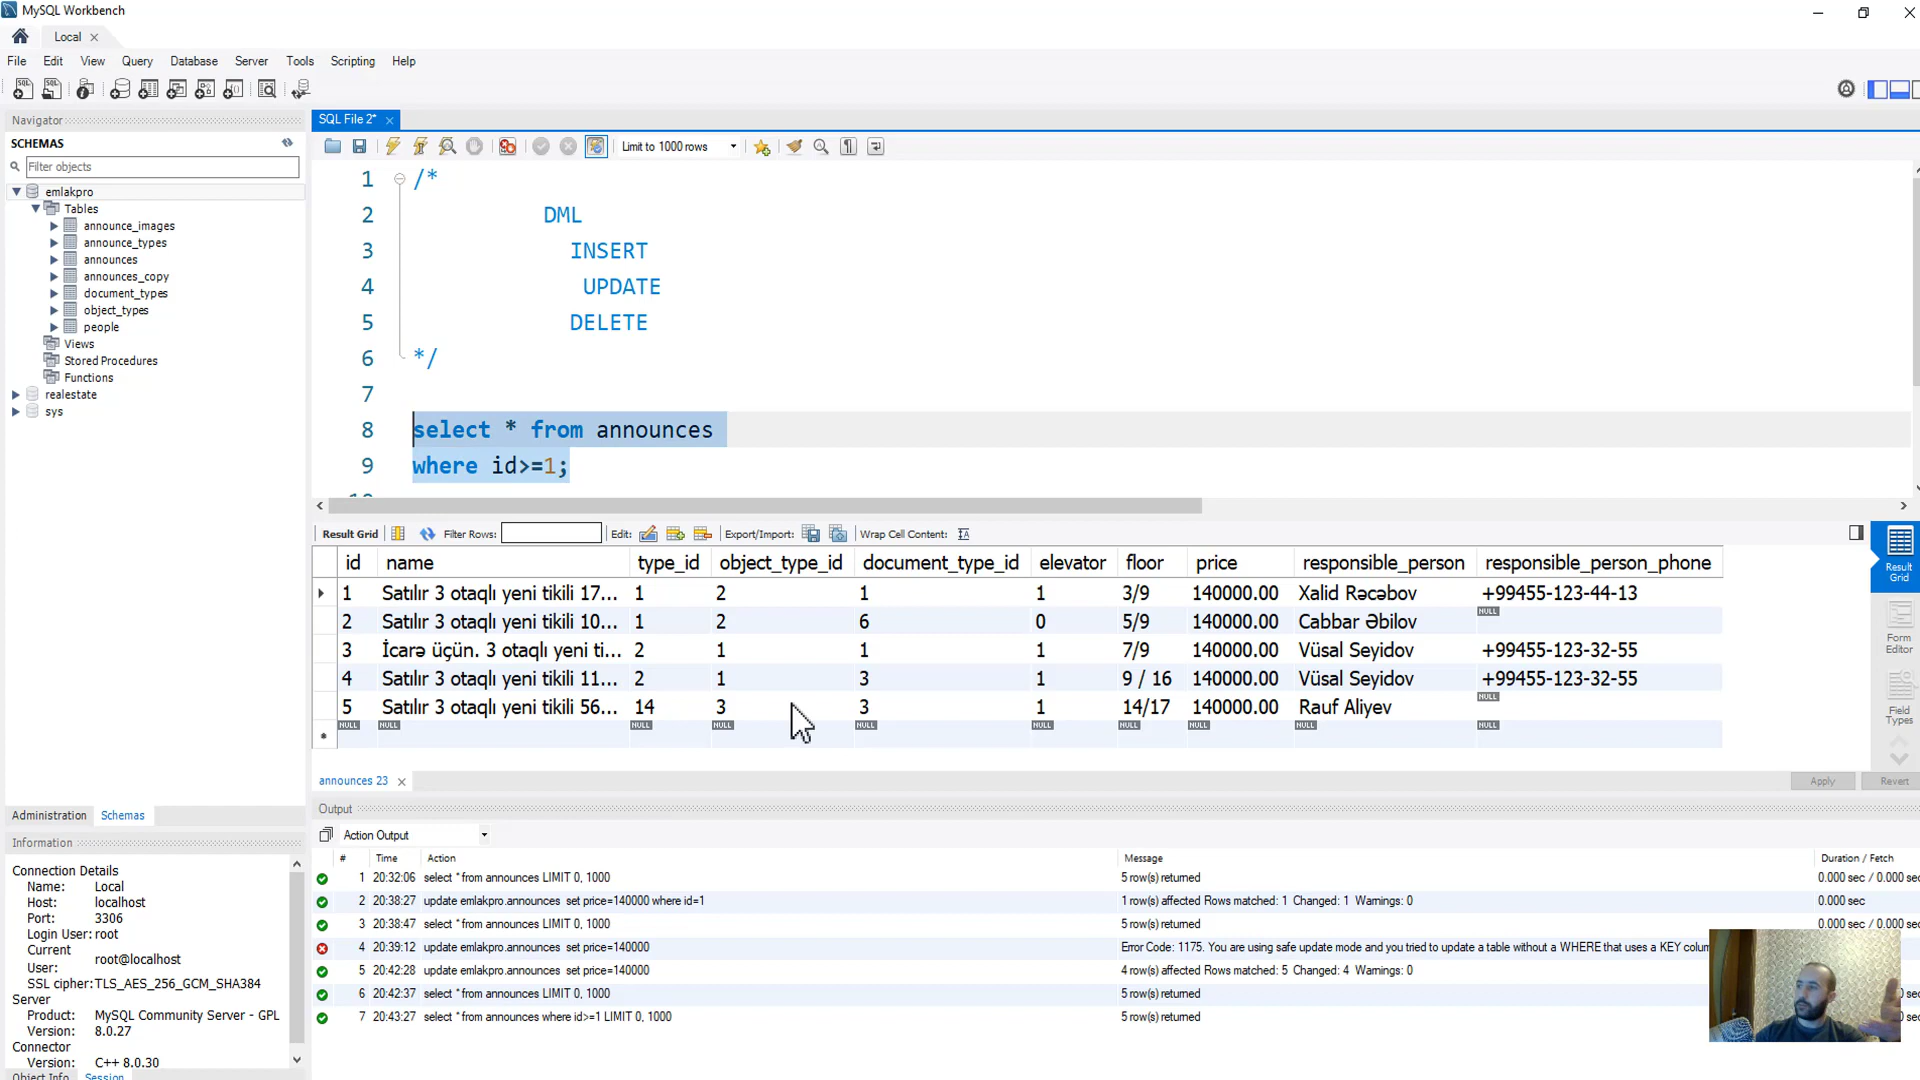 MySQL Workbench
Local
File Edit View Query Database Server Tools Scripting Help
Navigator
SCHEMAS
Filter objects
emlakpro
Tables
announce_images
announce_types
announces
announces_copy
document_types
object_types
people
Views
Stored Procedures
Functions
realestate
sys
Administration Schemas
Information
Connection Details
Name: Local
Host: localhost
Port: 3306
Login User: root
Current User: root@localhost
SSL cipher: TLS_AES_256_GCM_SHA384
Server
Product: MySQL Community Server - GPL
Version: 8.0.27
Connector
Version: C++ 8.0.30
Object Info Session
SQL File 2*
Limit to 1000 rows
1 /*
2 DML
3 INSERT
4 UPDATE
5 DELETE
6 */
7
8 select * from announces
9 where id>=1;
Result Grid Filter Rows: Edit: Export/Import: Wrap Cell Content:
id name type_id object_type_id document_type_id elevator floor price responsible_person responsible_person_phone
1 Satılır 3 otaqlı yeni tikili 17... 1 2 1 1 3/9 140000.00 Xalid Rəcəbov +99455-123-44-13
2 Satılır 3 otaqlı yeni tikili 10... 1 2 6 0 5/9 140000.00 Cabbar Əbilov NULL
3 İcarə üçün. 3 otaqlı yeni ti... 2 1 1 1 7/9 140000.00 Vüsal Seyidov +99455-123-32-55
4 Satılır 3 otaqlı yeni tikili 11... 2 1 3 1 9 / 16 140000.00 Vüsal Seyidov +99455-123-32-55
5 Satılır 3 otaqlı yeni tikili 56... 14 3 3 1 14/17 140000.00 Rauf Aliyev NULL
* NULL NULL NULL NULL NULL NULL NULL NULL NULL NULL
Result Grid
Form Editor
Field Types
announces 23
Apply Revert
Output
Action Output
# Time Action Message Duration / Fetch
1 20:32:06 select * from announces LIMIT 0, 1000 5 row(s) returned 0.000 sec / 0.000 sec
2 20:38:27 update emlakpro.announces set price=140000 where id=1 1 row(s) affected Rows matched: 1 Changed: 1 Warnings: 0 0.000 sec
3 20:38:47 select * from announces LIMIT 0, 1000 5 row(s) returned 0.000 sec / 0.000 sec
4 20:39:12 update emlakpro.announces set price=140000 Error Code: 1175. You are using safe update mode and you tried to update a table without a WHERE that uses a KEY colum
5 20:42:28 update emlakpro.announces set price=140000 4 row(s) affected Rows matched: 5 Changed: 4 Warnings: 0
6 20:42:37 select * from announces LIMIT 0, 1000 5 row(s) returned
7 20:43:27 select * from announces where id>=1 LIMIT 0, 1000 5 row(s) returned